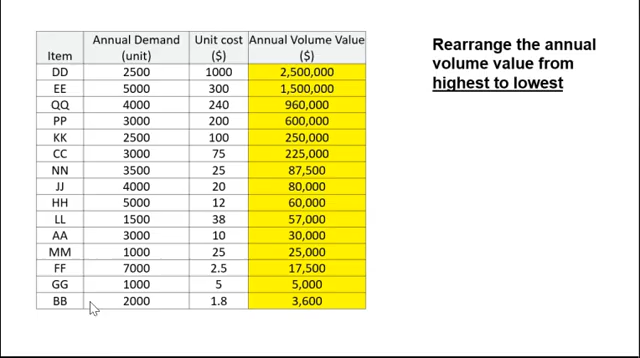 Annual Demand Unit cost Annual Volume Value
Item (unit) ($) ($)
DD 2500 1000 2,500,000
EE 5000 300 1,500,000
QQ 4000 240 960,000
PP 3000 200 600,000
KK 2500 100 250,000
CC 3000 75 225,000
NN 3500 25 87,500
JJ 4000 20 80,000
HH 5000 12 60,000
LL 1500 38 57,000
AA 3000 10 30,000
MM 1000 25 25,000
FF 7000 2.5 17,500
GG 1000 5 5,000
BB 2000 1.8 3,600
Rearrange the annual
volume value from
highest to lowest